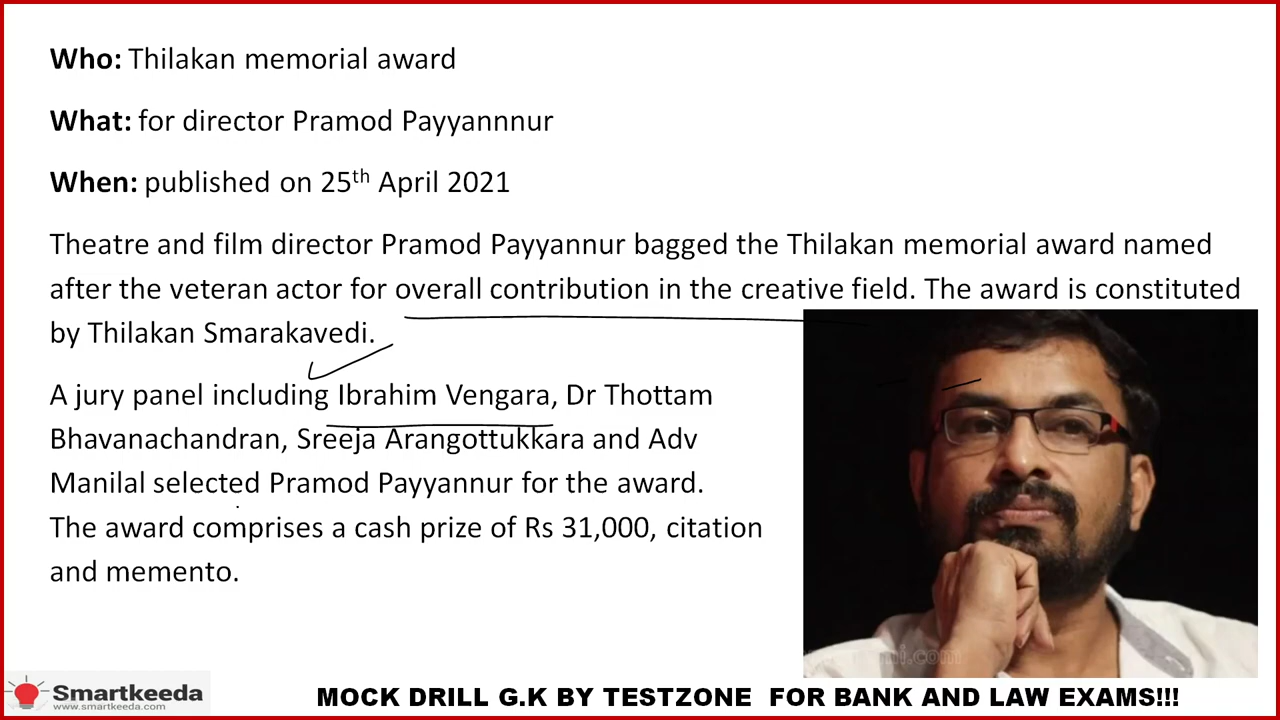 Who: Thilakan memorial award
What: for director Pramod Payyannnur
When: published on 25th April 2021
Theatre and film director Pramod Payyannur bagged the Thilakan memorial award named
after the veteran actor for overall contribution in the creative field. The award is constituted
by Thilakan Smarakavedi.
A jury panel including Ibrahim Vengara, Dr Thottam
Bhavanachandran, Sreeja Arangottukkara and Adv
Manilal selected Pramod Payyannur for the award.
The award comprises a cash prize of Rs 31,000, citation
and memento.
Smartkeeda
www.smartkeeda.com
MOCK DRILL G.K BY TESTZONE FOR BANK AND LAW EXAMS!!!